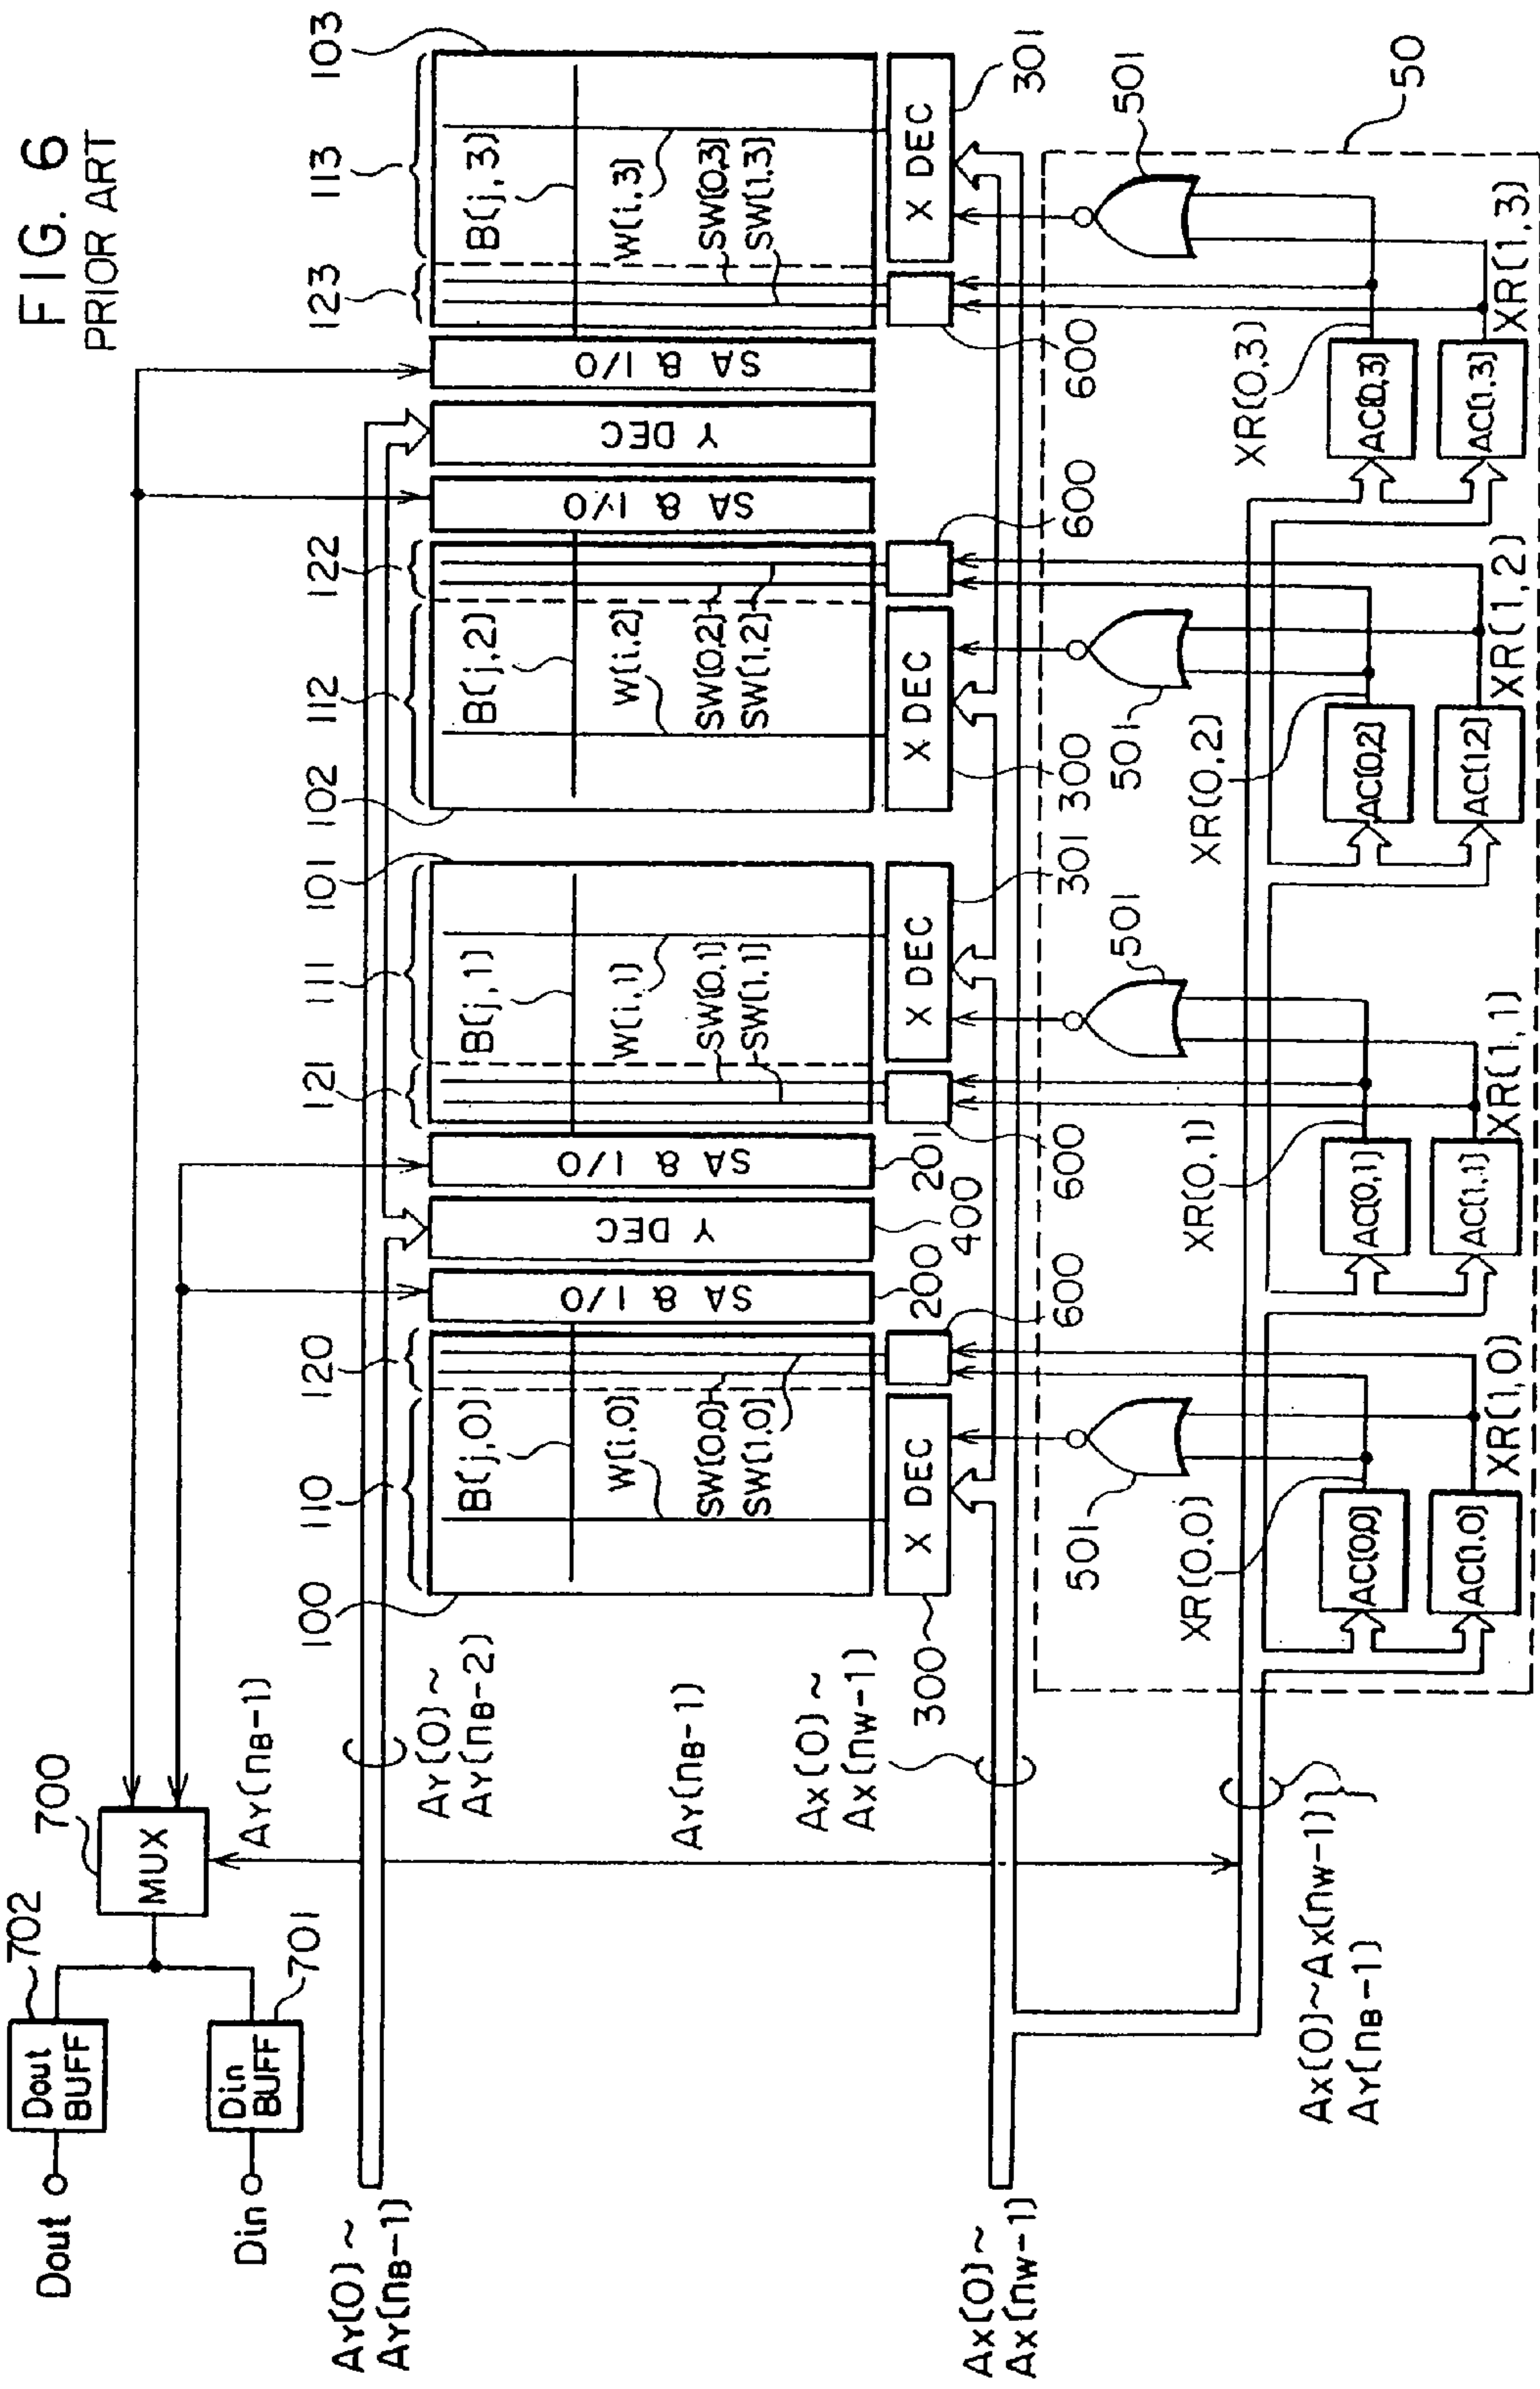 FIG. 6
PRIOR ART
Dout
Dout
BUFF
702
Din
Din
BUFF
701
MUX
700
AY(nB-1)
AY(0)~
AY(nB-1)
AY(0)~
AY(nB-2)
AY(nB-1)
AX(0)~
AX(nW-1)
AX(0)~
AX(nW-1)
AX(0)~AX(nW-1)
AY(nB-1)
100
110
120
121
111
101
102
112
122
123
113
103
B(j,0)
W(i,0)
SW(0,0)
SW(1,0)
SA & I/O
Y DEC
SA & I/O
B(j,1)
W(i,1)
SW(0,1)
SW(1,1)
B(j,2)
W(i,2)
SW(0,2)
SW(1,2)
SA & I/O
Y DEC
SA & I/O
B(j,3)
W(i,3)
SW(0,3)
SW(1,3)
X DEC
X DEC
X DEC
X DEC
300
600
200
400
201
600
301
300
600
600
301
501
501
501
501
50
XR(0,0)
XR(0,1)
XR(0,2)
XR(0,3)
AC(0,0)
AC(0,1)
AC(0,2)
AC(0,3)
AC(1,0)
AC(1,1)
AC(1,2)
AC(1,3)
XR(1,0)
XR(1,1)
XR(1,2)
XR(1,3)